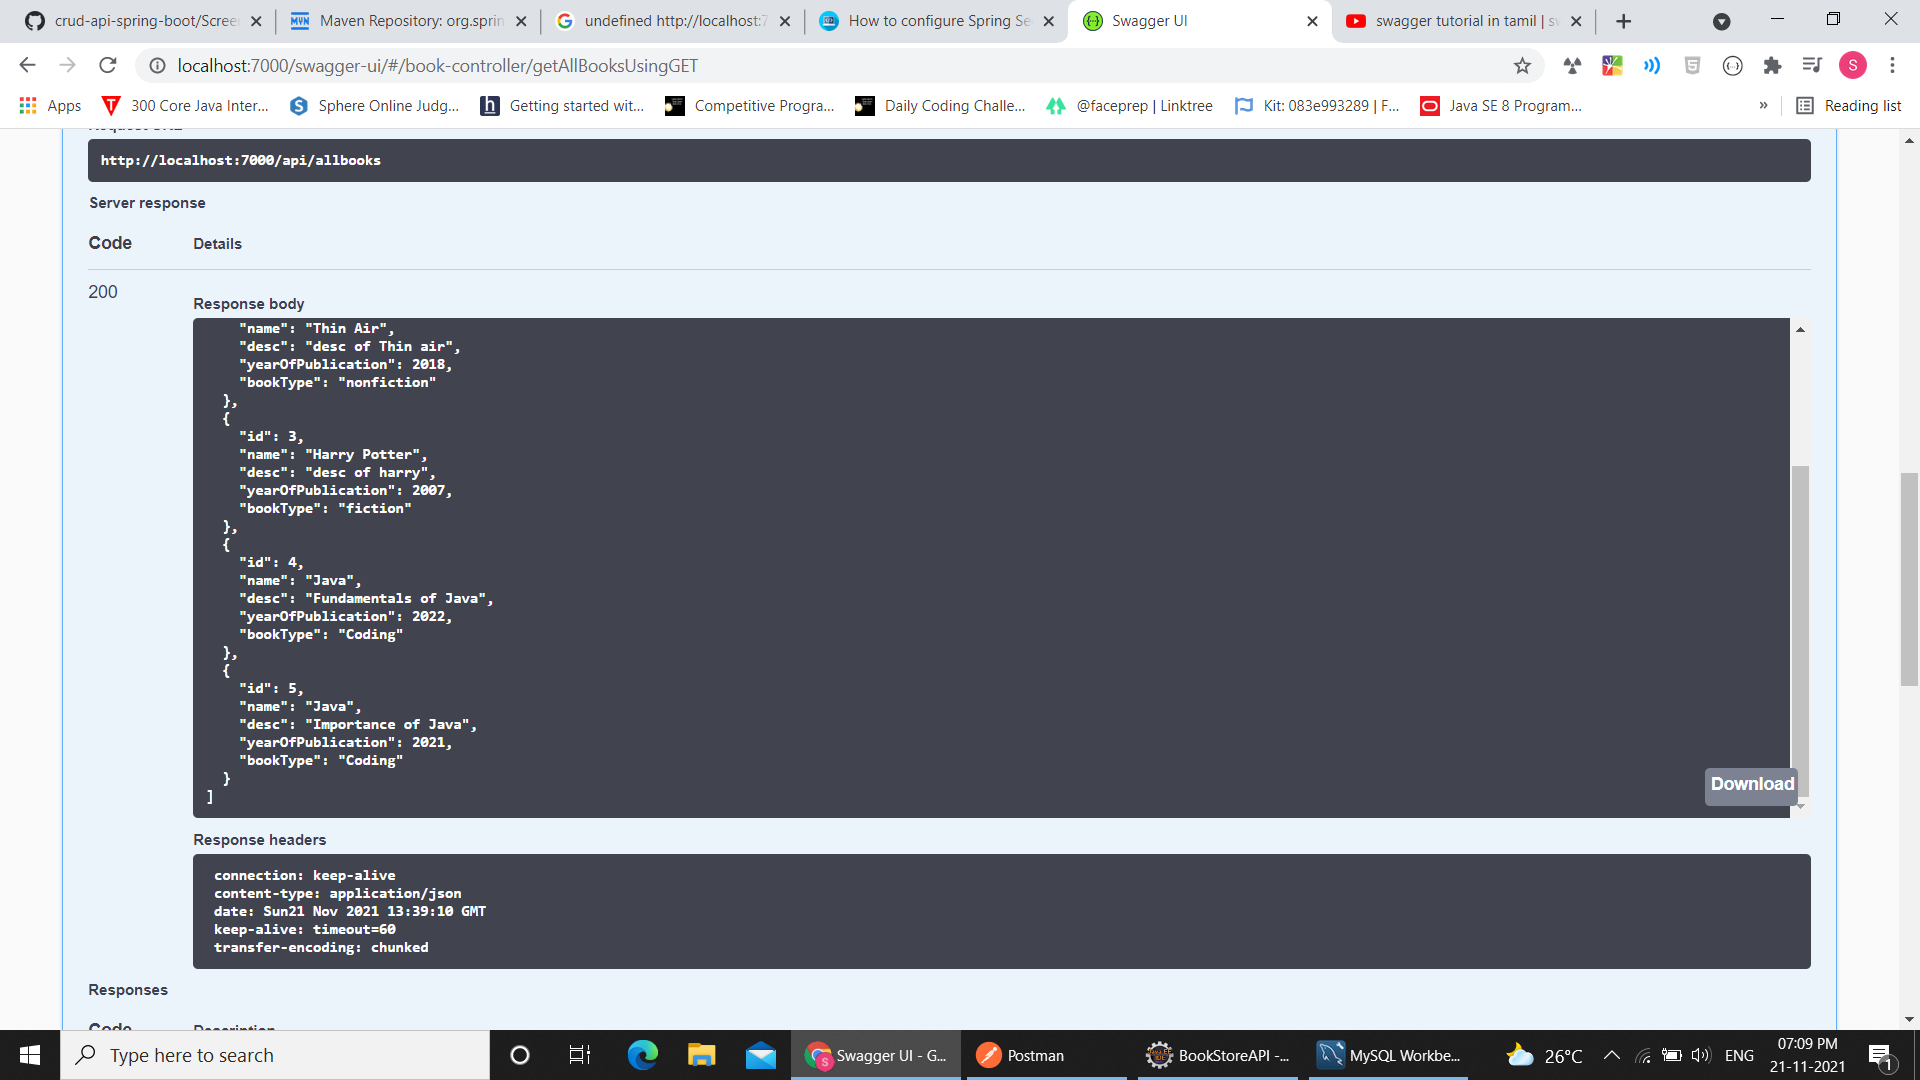 crud-api-spring-boot/Scree
Maven Repository: org.sprin
undefined http://localhost:7
How to configure Spring Se
Swagger UI
swagger tutorial in tamil | sw
localhost:7000/swagger-ui/#/book-controller/getAllBooksUsingGET
S
Apps
300 Core Java Inter...
Sphere Online Judg...
Getting started wit...
Competitive Progra...
Daily Coding Challe...
@faceprep | Linktree
Kit: 083e993289 | F...
Java SE 8 Program...
»
Reading list
Request URL
http://localhost:7000/api/allbooks
Server response
Code
Details
200
Response body
"name": "Thin Air",
"desc": "desc of Thin air",
"yearOfPublication": 2018,
"bookType": "nonfiction"
},
{
"id": 3,
"name": "Harry Potter",
"desc": "desc of harry",
"yearOfPublication": 2007,
"bookType": "fiction"
},
{
"id": 4,
"name": "Java",
"desc": "Fundamentals of Java",
"yearOfPublication": 2022,
"bookType": "Coding"
},
{
"id": 5,
"name": "Java",
"desc": "Importance of Java",
"yearOfPublication": 2021,
"bookType": "Coding"
}
]
Download
Response headers
connection: keep-alive
content-type: application/json
date: Sun21 Nov 2021 13:39:10 GMT
keep-alive: timeout=60
transfer-encoding: chunked
Responses
Code
Description
Type here to search
Swagger UI - G...
Postman
BookStoreAPI -...
MySQL Workbe...
26°C
ENG
07:09 PM
21-11-2021
1